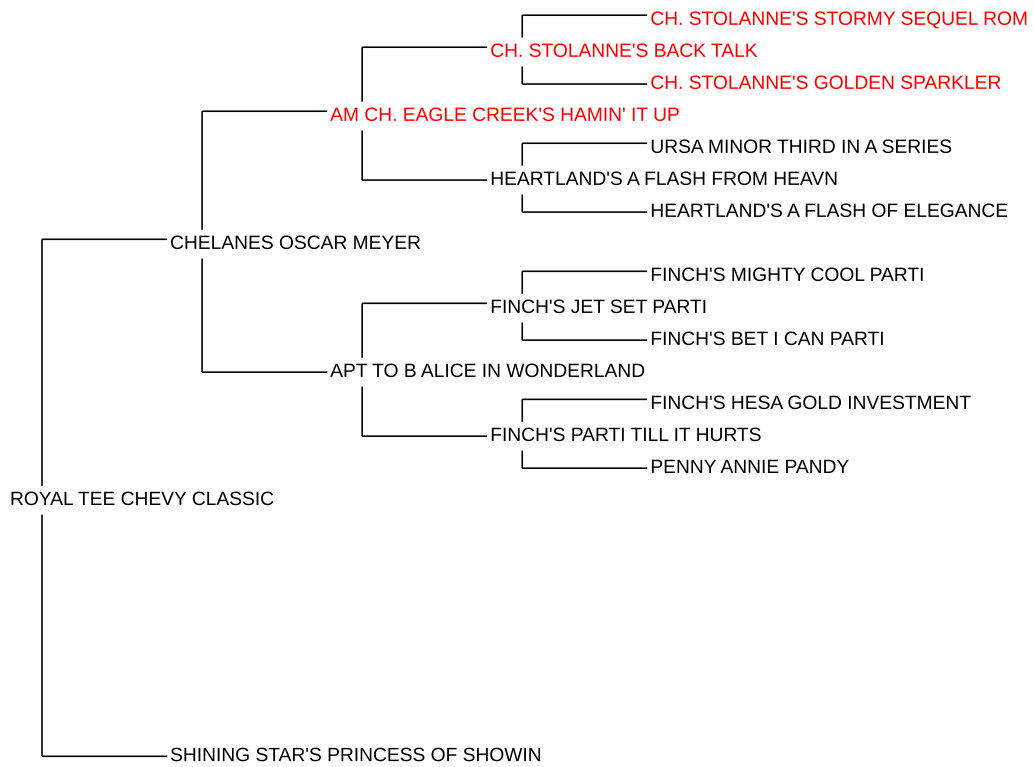 CH. STOLANNE'S STORMY SEQUEL ROM
CH. STOLANNE'S BACK TALK
CH. STOLANNE'S GOLDEN SPARKLER
AM CH. EAGLE CREEK'S HAMIN' IT UP
URSA MINOR THIRD IN A SERIES
HEARTLAND'S A FLASH FROM HEAVN
HEARTLAND'S A FLASH OF ELEGANCE
CHELANES OSCAR MEYER
FINCH'S MIGHTY COOL PARTI
FINCH'S JET SET PARTI
FINCH'S BET I CAN PARTI
APT TO B ALICE IN WONDERLAND
FINCH'S HESA GOLD INVESTMENT
FINCH'S PARTI TILL IT HURTS
PENNY ANNIE PANDY
ROYAL TEE CHEVY CLASSIC
SHINING STAR'S PRINCESS OF SHOWIN